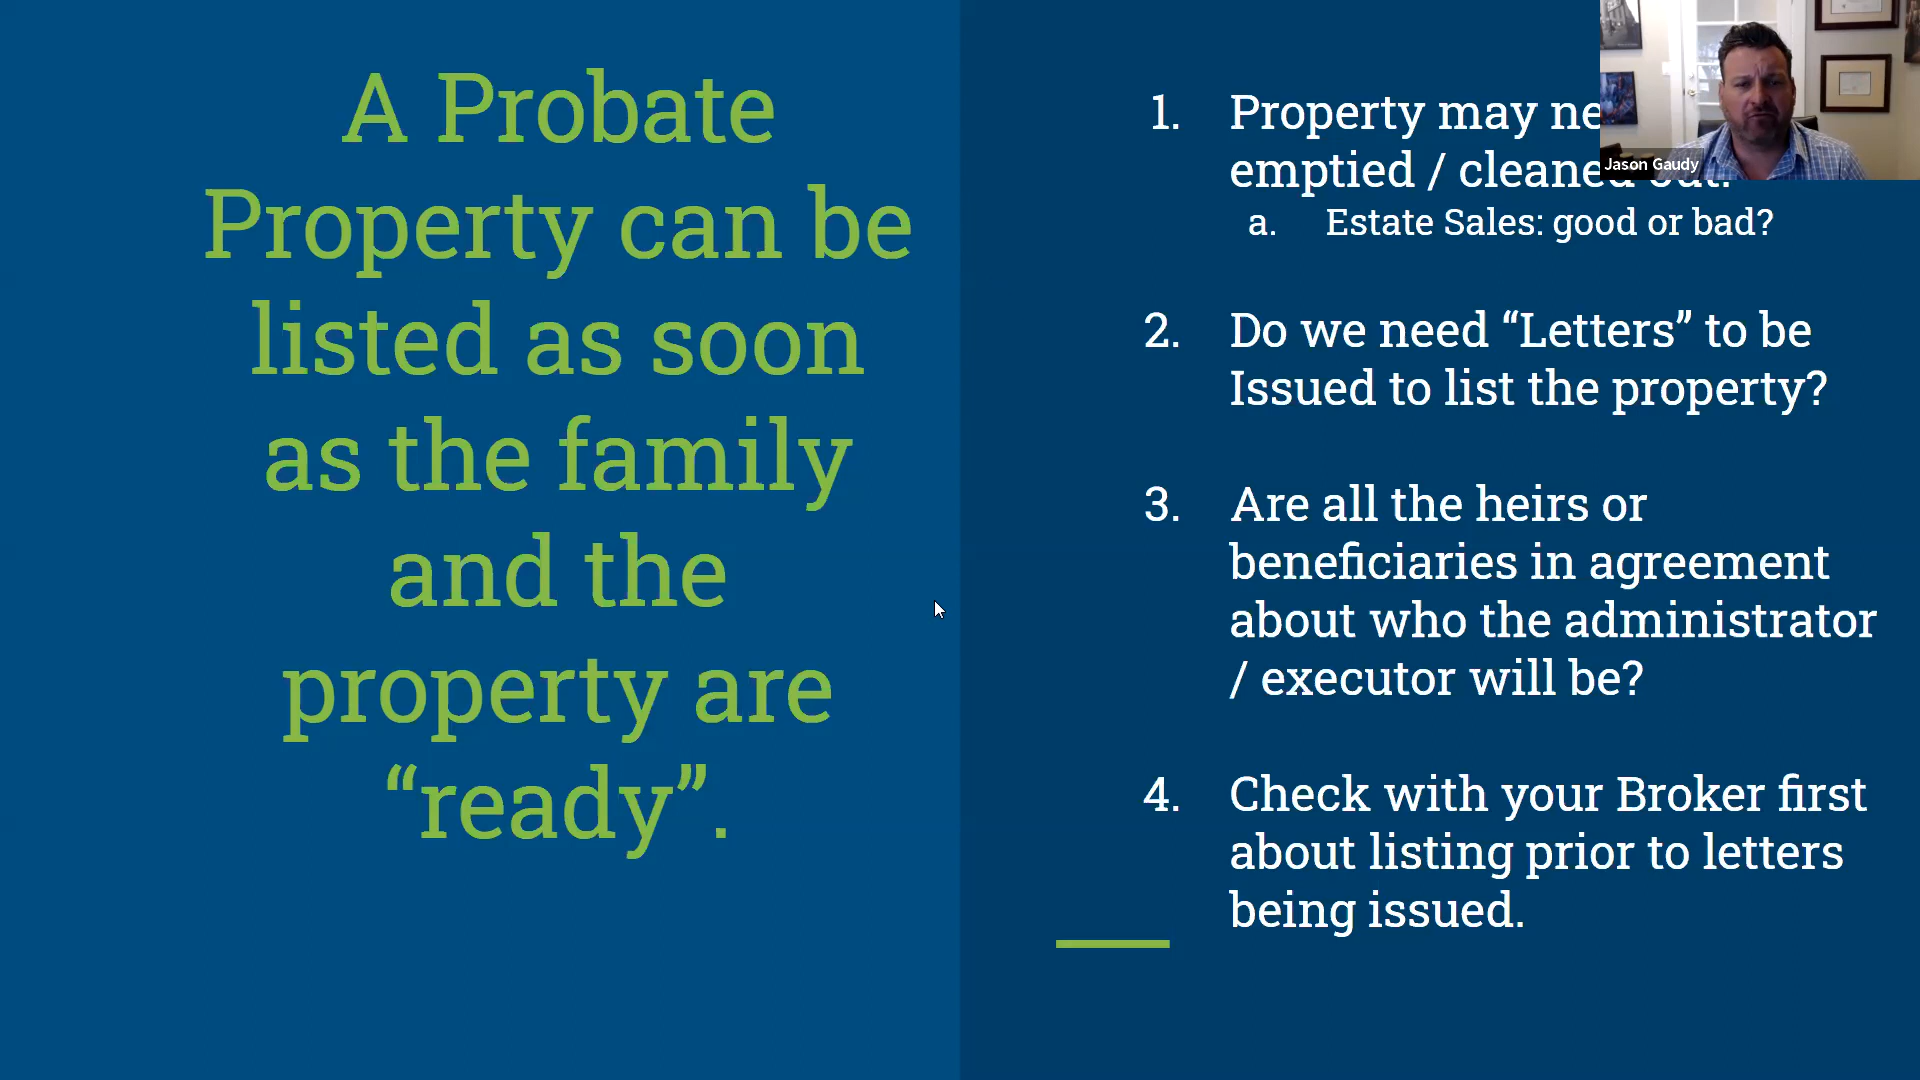 A Probate
Property can be
listed as soon
as the family
and the
property are
“ready”.
1. Property may
emptied / cleaned out.
a. Estate Sales: good or bad?
2. Do we need “Letters” to be
Issued to list the property?
3. Are all the heirs or
beneficiaries in agreement
about who the administrator
/ executor will be?
4. Check with your Broker first
about listing prior to letters
being issued.
Jason Gaudy